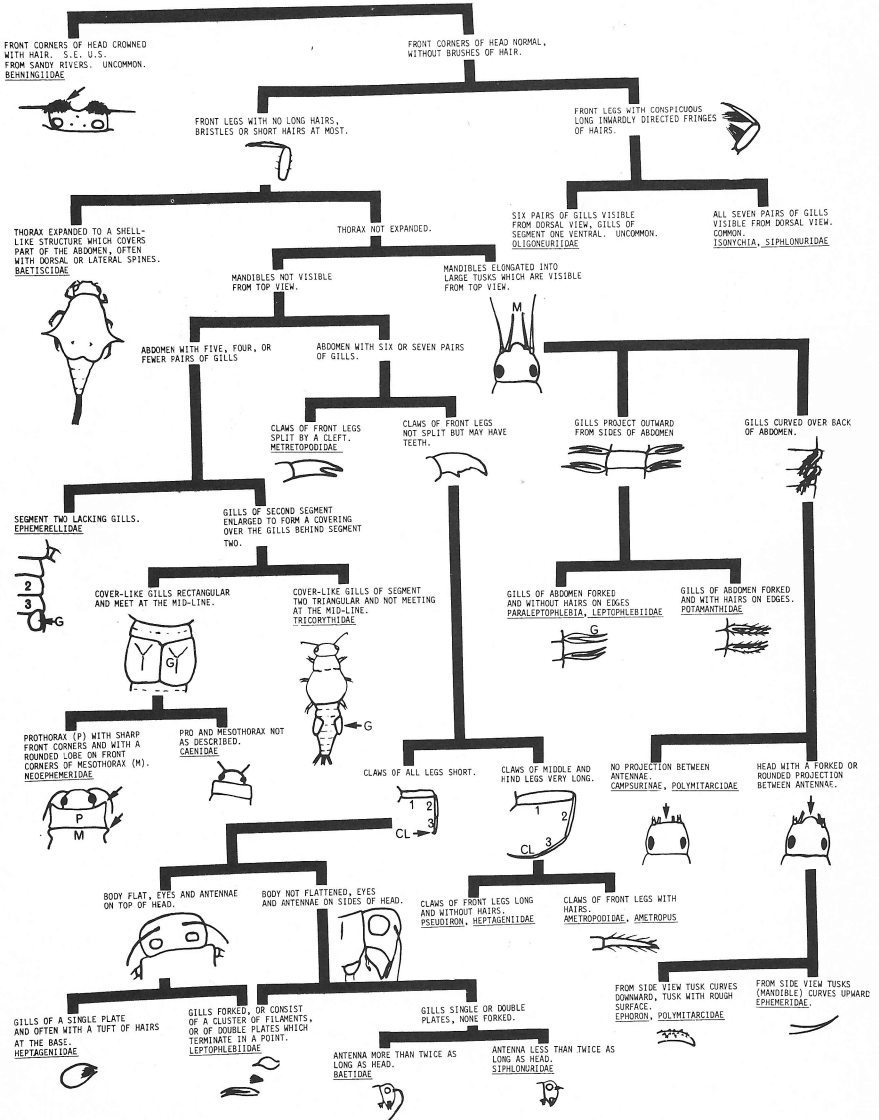 FRONT CORNERS OF HEAD CROWNED
WITH HAIR. S.E. U.S.
FROM SANDY RIVERS. UNCOMMON.
BEHNINGIIDAE
FRONT CORNERS OF HEAD NORMAL,
WITHOUT BRUSHES OF HAIR.
FRONT LEGS WITH NO LONG HAIRS,
BRISTLES OR SHORT HAIRS AT MOST.
FRONT LEGS WITH CONSPICUOUS
LONG INWARDLY DIRECTED FRINGES
OF HAIRS.
THORAX EXPANDED TO A SHELL-
LIKE STRUCTURE WHICH COVERS
PART OF THE ABDOMEN, OFTEN
WITH DORSAL OR LATERAL SPINES.
BAETISCIDAE
THORAX NOT EXPANDED.
SIX PAIRS OF GILLS VISIBLE
FROM DORSAL VIEW, GILLS OF
SEGMENT ONE VENTRAL. UNCOMMON.
OLIGONEURIIDAE
ALL SEVEN PAIRS OF GILLS
VISIBLE FROM DORSAL VIEW.
COMMON.
ISONYCHIA, SIPHLONURIDAE
MANDIBLES NOT VISIBLE
FROM TOP VIEW.
MANDIBLES ELONGATED INTO
LARGE TUSKS WHICH ARE VISIBLE
FROM TOP VIEW.
M
ABDOMEN WITH FIVE, FOUR, OR
FEWER PAIRS OF GILLS
ABDOMEN WITH SIX OR SEVEN PAIRS
OF GILLS.
CLAWS OF FRONT LEGS
SPLIT BY A CLEFT.
METRETOPODIDAE
CLAWS OF FRONT LEGS
NOT SPLIT BUT MAY HAVE
TEETH.
GILLS PROJECT OUTWARD
FROM SIDES OF ABDOMEN
GILLS CURVED OVER BACK
OF ABDOMEN.
SEGMENT TWO LACKING GILLS.
EPHEMERELLIDAE
2
3
G
GILLS OF SECOND SEGMENT
ENLARGED TO FORM A COVERING
OVER THE GILLS BEHIND SEGMENT
TWO.
COVER-LIKE GILLS RECTANGULAR
AND MEET AT THE MID-LINE.
G
COVER-LIKE GILLS OF SEGMENT
TWO TRIANGULAR AND NOT MEETING
AT THE MID-LINE.
TRICORYTHIDAE
G
GILLS OF ABDOMEN FORKED
AND WITHOUT HAIRS ON EDGES
PARALEPTOPHLEBIA, LEPTOPHLEBIIDAE
G
GILLS OF ABDOMEN FORKED
AND WITH HAIRS ON EDGES.
POTAMANTHIDAE
PROTHORAX (P) WITH SHARP
FRONT CORNERS AND WITH A
ROUNDED LOBE ON FRONT
CORNERS OF MESOTHORAX (M).
NEOEPHEMERIDAE
P
M
PRO AND MESOTHORAX NOT
AS DESCRIBED.
CAENIDAE
CLAWS OF ALL LEGS SHORT.
1 2
3
CL
CLAWS OF MIDDLE AND
HIND LEGS VERY LONG.
1
2
3
CL
NO PROJECTION BETWEEN
ANTENNAE.
CAMPSURINAE, POLYMITARCIDAE
HEAD WITH A FORKED OR
ROUNDED PROJECTION
BETWEEN ANTENNAE.
BODY FLAT, EYES AND ANTENNAE
ON TOP OF HEAD.
BODY NOT FLATTENED, EYES
AND ANTENNAE ON SIDES OF HEAD.
CLAWS OF FRONT LEGS LONG
AND WITHOUT HAIRS.
PSEUDIRON, HEPTAGENIIDAE
CLAWS OF FRONT LEGS WITH
HAIRS.
AMETROPODIDAE, AMETROPUS
GILLS OF A SINGLE PLATE
AND OFTEN WITH A TUFT OF HAIRS
AT THE BASE.
HEPTAGENIIDAE
GILLS FORKED, OR CONSIST
OF A CLUSTER OF FILAMENTS,
OR OF DOUBLE PLATES WHICH
TERMINATE IN A POINT.
LEPTOPHLEBIIDAE
GILLS SINGLE OR DOUBLE
PLATES, NONE FORKED.
ANTENNA MORE THAN TWICE AS
LONG AS HEAD.
BAETIDAE
ANTENNA LESS THAN TWICE AS
LONG AS HEAD.
SIPHLONURIDAE
FROM SIDE VIEW TUSK CURVES
DOWNWARD, TUSK WITH ROUGH
SURFACE.
EPHORON, POLYMITARCIDAE
FROM SIDE VIEW TUSKS
(MANDIBLE) CURVES UPWARD
EPHEMERIDAE.